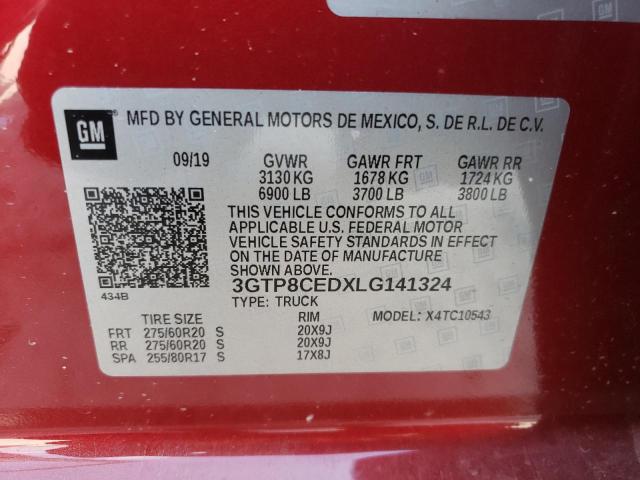 GM
MFD BY GENERAL MOTORS DE MEXICO, S. DE R.L. DE C.V.
09/19 GVWR GAWR FRT GAWR RR
3130 KG 1678 KG 1724 KG
6900 LB 3700 LB 3800 LB
THIS VEHICLE CONFORMS TO ALL
APPLICABLE U.S. FEDERAL MOTOR
VEHICLE SAFETY STANDARDS IN EFFECT
ON THE DATE OF MANUFACTURE
SHOWN ABOVE.
3GTP8CEDXLG141324
434B
TYPE: TRUCK MODEL: X4TC10543
TIRE SIZE RIM
FRT 275/60R20 S 20X9J
RR 275/60R20 S 20X9J
SPA 255/80R17 S 17X8J